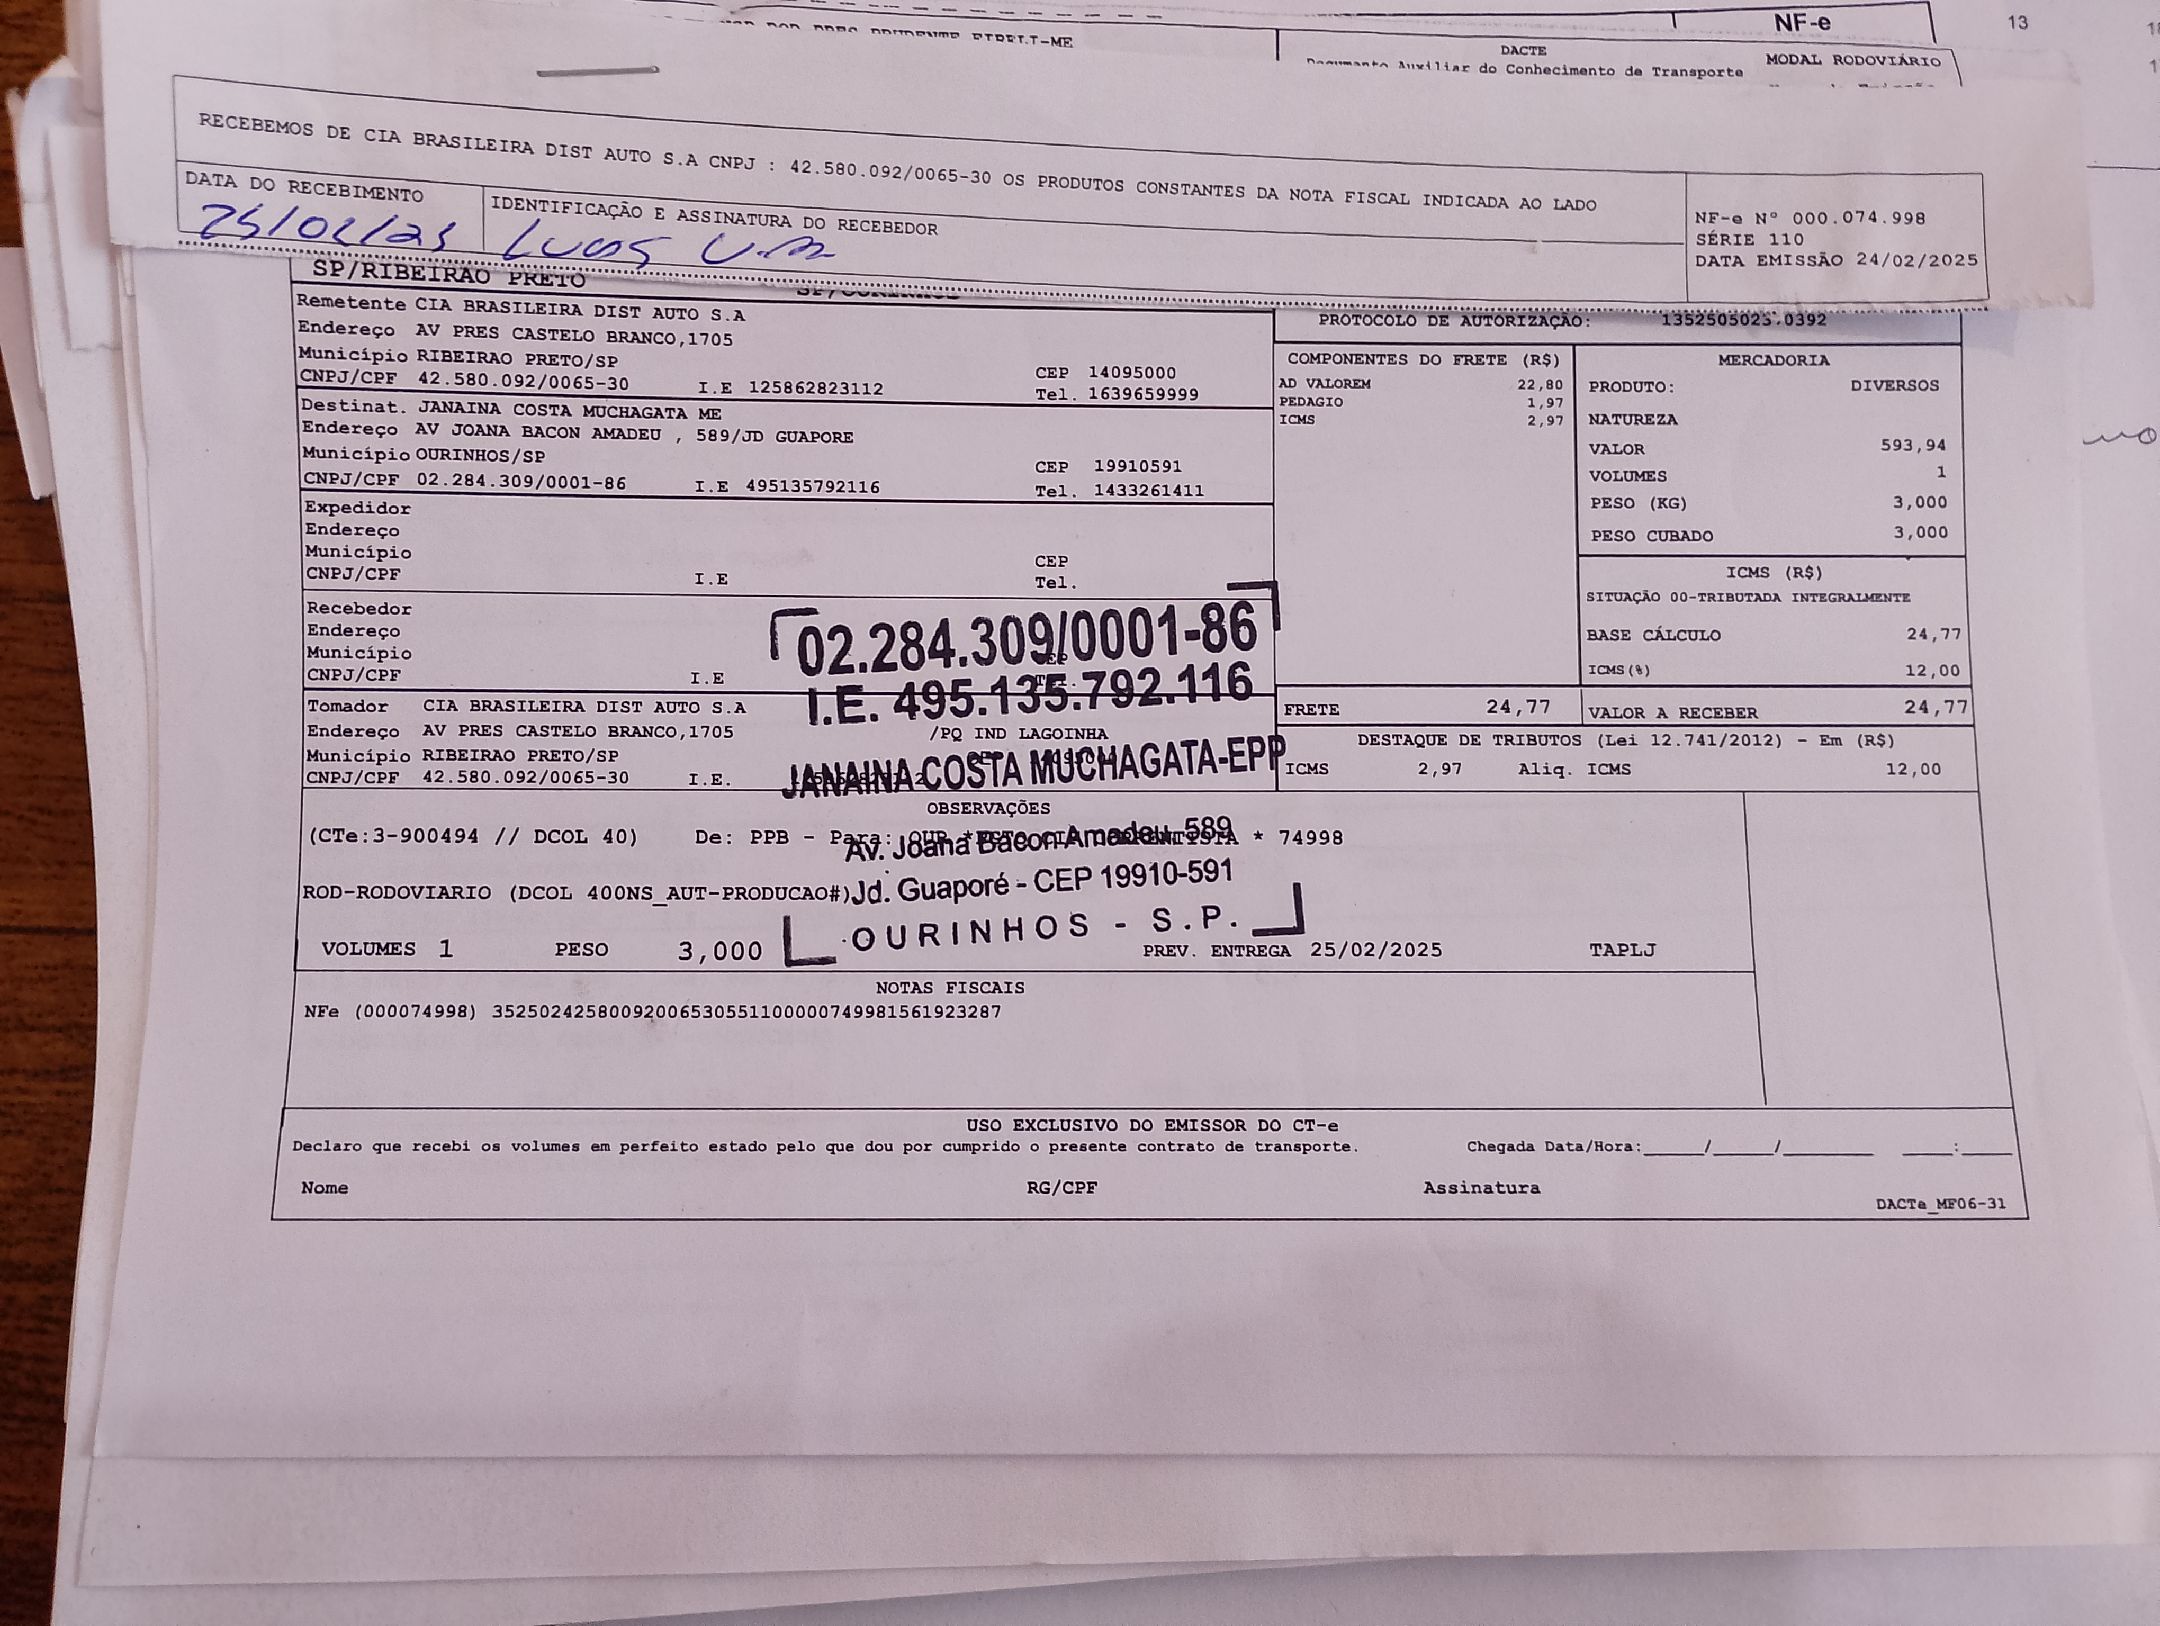 NF-e
13
DACTE
Documento Auxiliar do Conhecimento de Transporte
MODAL RODOVIÁRIO
RECEBEMOS DE CIA BRASILEIRA DIST AUTO S.A CNPJ : 42.580.092/0065-30 OS PRODUTOS CONSTANTES DA NOTA FISCAL INDICADA AO LADO
DATA DO RECEBIMENTO
IDENTIFICAÇÃO E ASSINATURA DO RECEBEDOR
25/02/25 Lucas
NF-e Nº 000.074.998
SÉRIE 110
DATA EMISSÃO 24/02/2025
SP/RIBEIRAO PRETO
SP/OURINHOS
Remetente CIA BRASILEIRA DIST AUTO S.A
Endereço AV PRES CASTELO BRANCO,1705
Município RIBEIRAO PRETO/SP CEP 14095000
CNPJ/CPF 42.580.092/0065-30 I.E 125862823112 Tel. 1639659999
Destinat. JANAINA COSTA MUCHAGATA ME
Endereço AV JOANA BACON AMADEU , 589/JD GUAPORE
Município OURINHOS/SP CEP 19910591
CNPJ/CPF 02.284.309/0001-86 I.E 495135792116 Tel. 1433261411
Expedidor
Endereço
Município CEP
CNPJ/CPF I.E Tel.
Recebedor
Endereço
Município
CNPJ/CPF I.E
Tomador CIA BRASILEIRA DIST AUTO S.A
Endereço AV PRES CASTELO BRANCO,1705 /PQ IND LAGOINHA
Município RIBEIRAO PRETO/SP
CNPJ/CPF 42.580.092/0065-30 I.E.
02.284.309/0001-86
I.E. 495.135.792.116
JANAINA COSTA MUCHAGATA-EPP
Av. Joana Bacon Amadeu, 589
Jd. Guaporé - CEP 19910-591
OURINHOS - S.P.
PROTOCOLO DE AUTORIZAÇÃO:
COMPONENTES DO FRETE (R$)
AD VALOREM 22,80
PEDAGIO 1,97
ICMS 2,97
MERCADORIA
PRODUTO: DIVERSOS
NATUREZA
VALOR 593,94
VOLUMES 1
PESO (KG) 3,000
PESO CUBADO 3,000
ICMS (R$)
SITUAÇÃO 00-TRIBUTADA INTEGRALMENTE
BASE CÁLCULO 24,77
ICMS(%) 12,00
FRETE 24,77 VALOR A RECEBER 24,77
DESTAQUE DE TRIBUTOS (Lei 12.741/2012) - Em (R$)
ICMS 2,97 Aliq. ICMS 12,00
OBSERVAÇÕES
(CTe:3-900494 // DCOL 40) De: PPB - Para: OUR * 74998
ROD-RODOVIARIO (DCOL 400NS_AUT-PRODUCAO#)
VOLUMES 1 PESO 3,000 PREV. ENTREGA 25/02/2025 TAPLJ
NOTAS FISCAIS
NFe (000074998) 35250242580092006530551100000749981561923287
USO EXCLUSIVO DO EMISSOR DO CT-e
Declaro que recebi os volumes em perfeito estado pelo que dou por cumprido o presente contrato de transporte. Chegada Data/Hora:_____/_____/________ ____:____
Nome RG/CPF Assinatura
DACTe_MF06-31